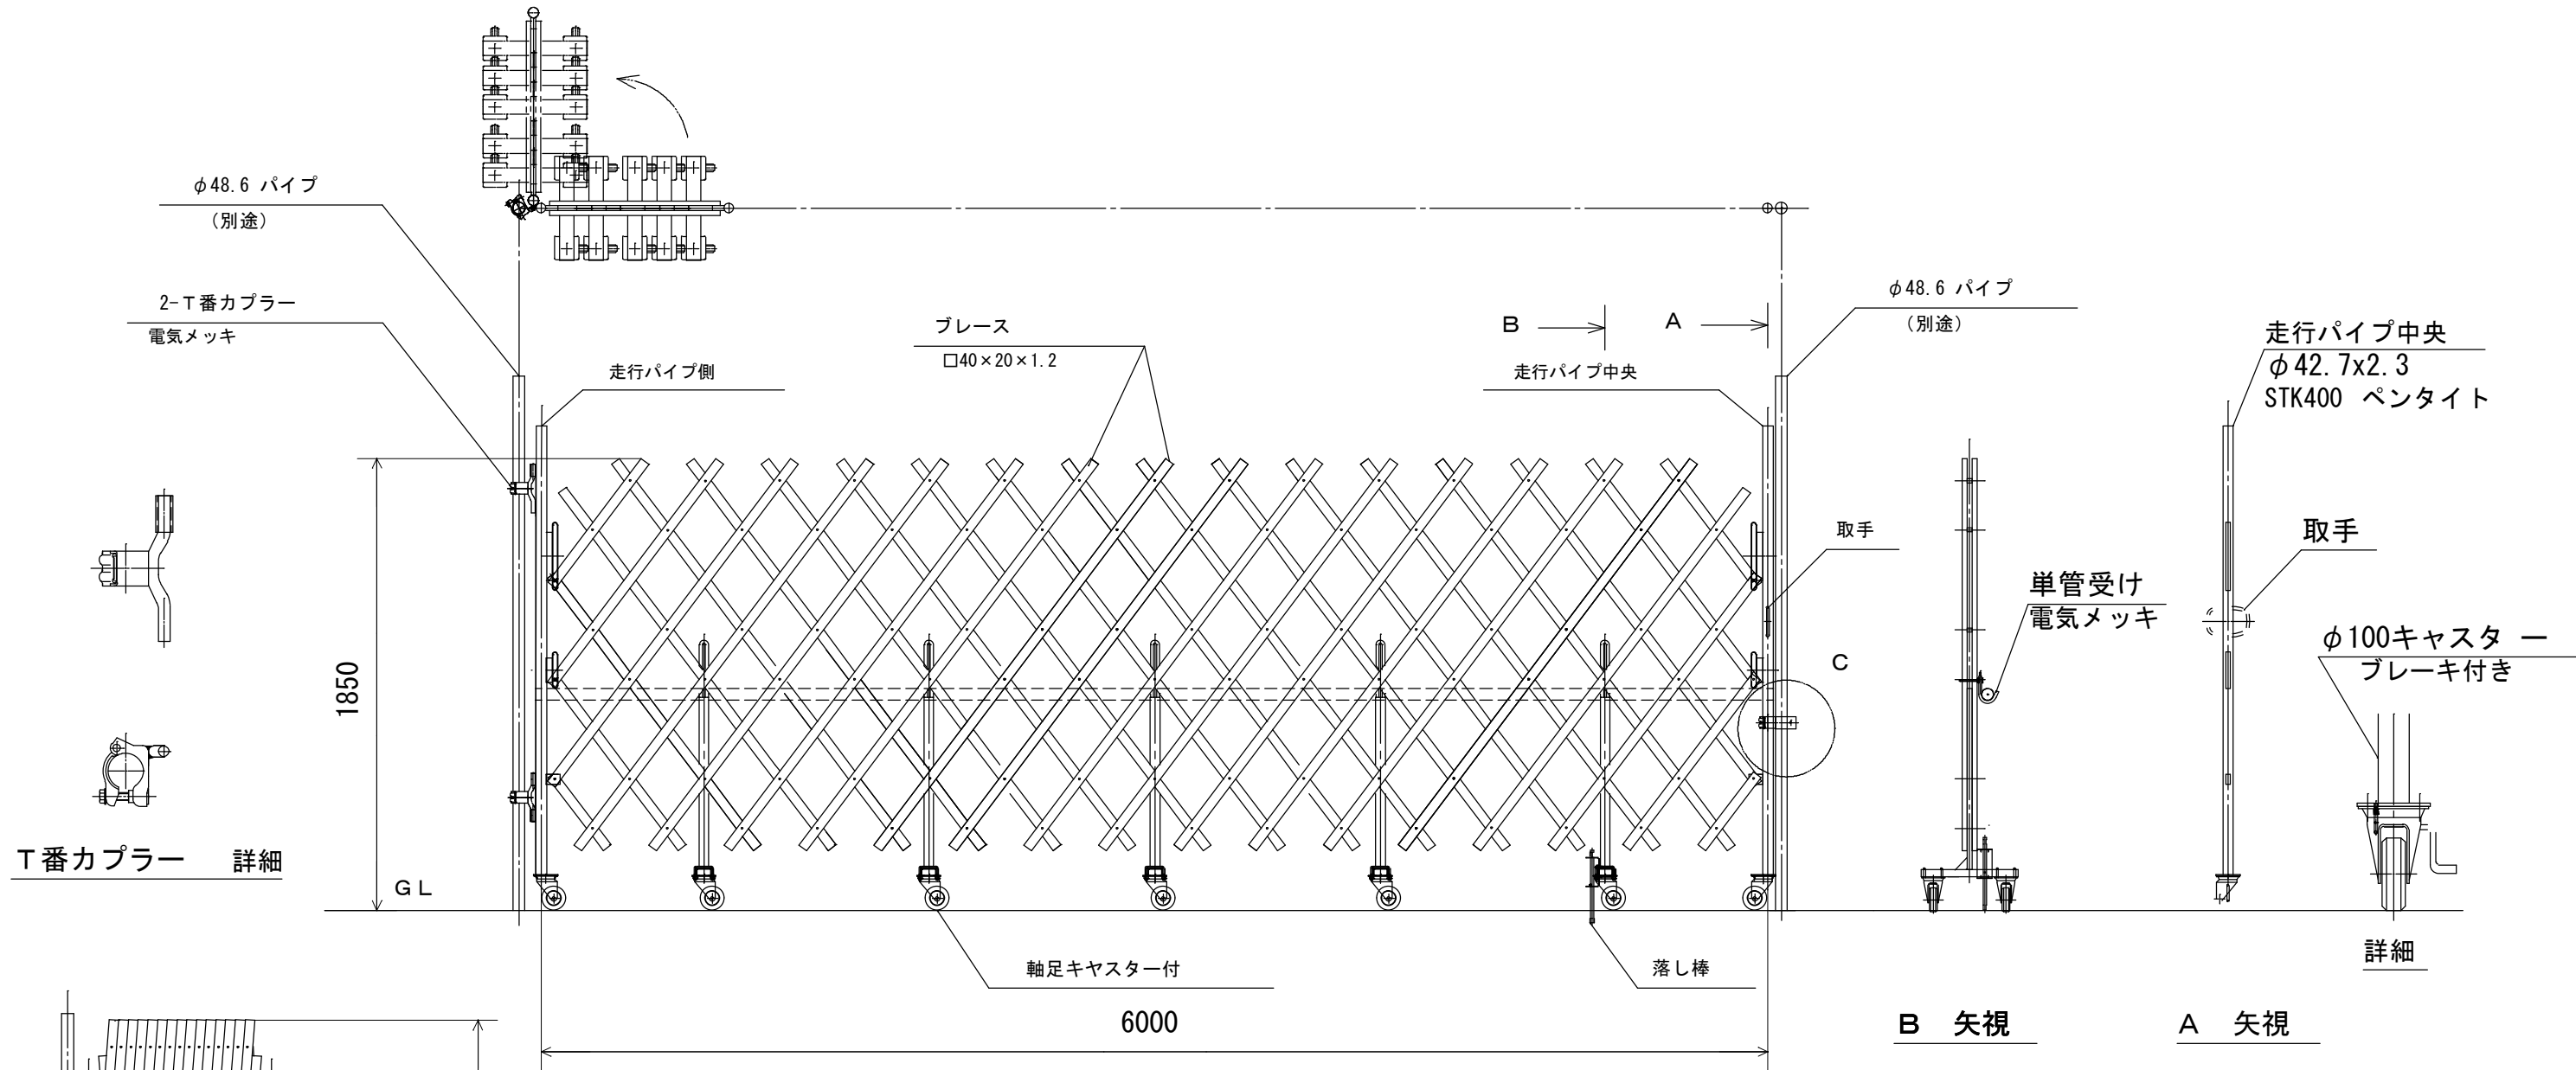 φ48.6 パイプ
(別途)
2-T番カプラー
電気メッキ
走行パイプ側
ブレース
□40×20×1.2
B
A
走行パイプ中央
φ48.6 パイプ
(別途)
走行パイプ中央
φ42.7x2.3
STK400 ペンタイト
取手
取手
単管受け
電気メッキ
φ100キャスター
ブレーキ付き
C
1850
T番カプラー 詳細
GL
軸足キヤスター付
落し棒
詳細
6000
B 矢視
A 矢視